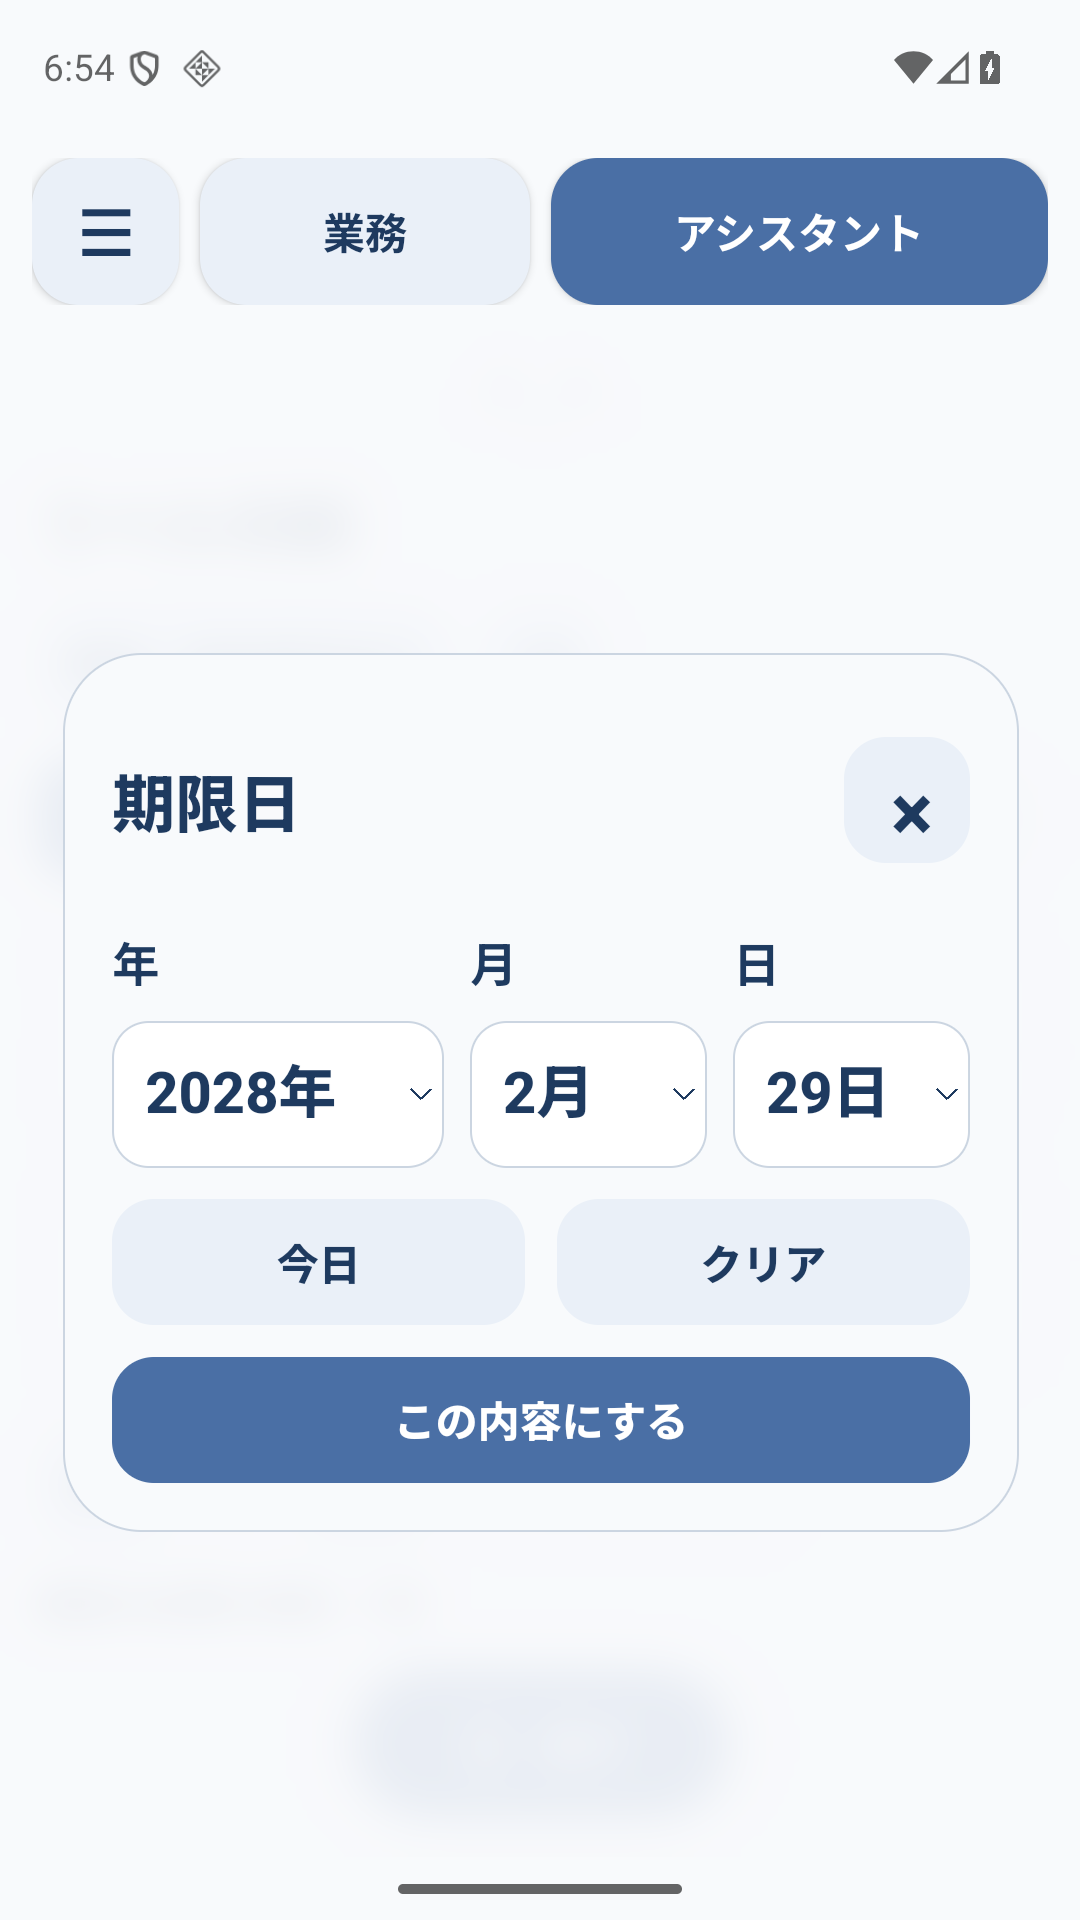 6:54
業務
アシスタント
期限日
×
年
月
日
2028年
2月
29日
今日
クリア
この内容にする